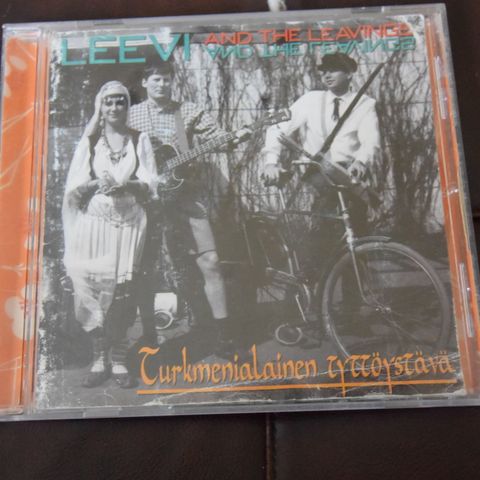 LEEVI AND THE LEAVINGS
AND THE LEAVINGS
Turkmenialainen tyttöystävä